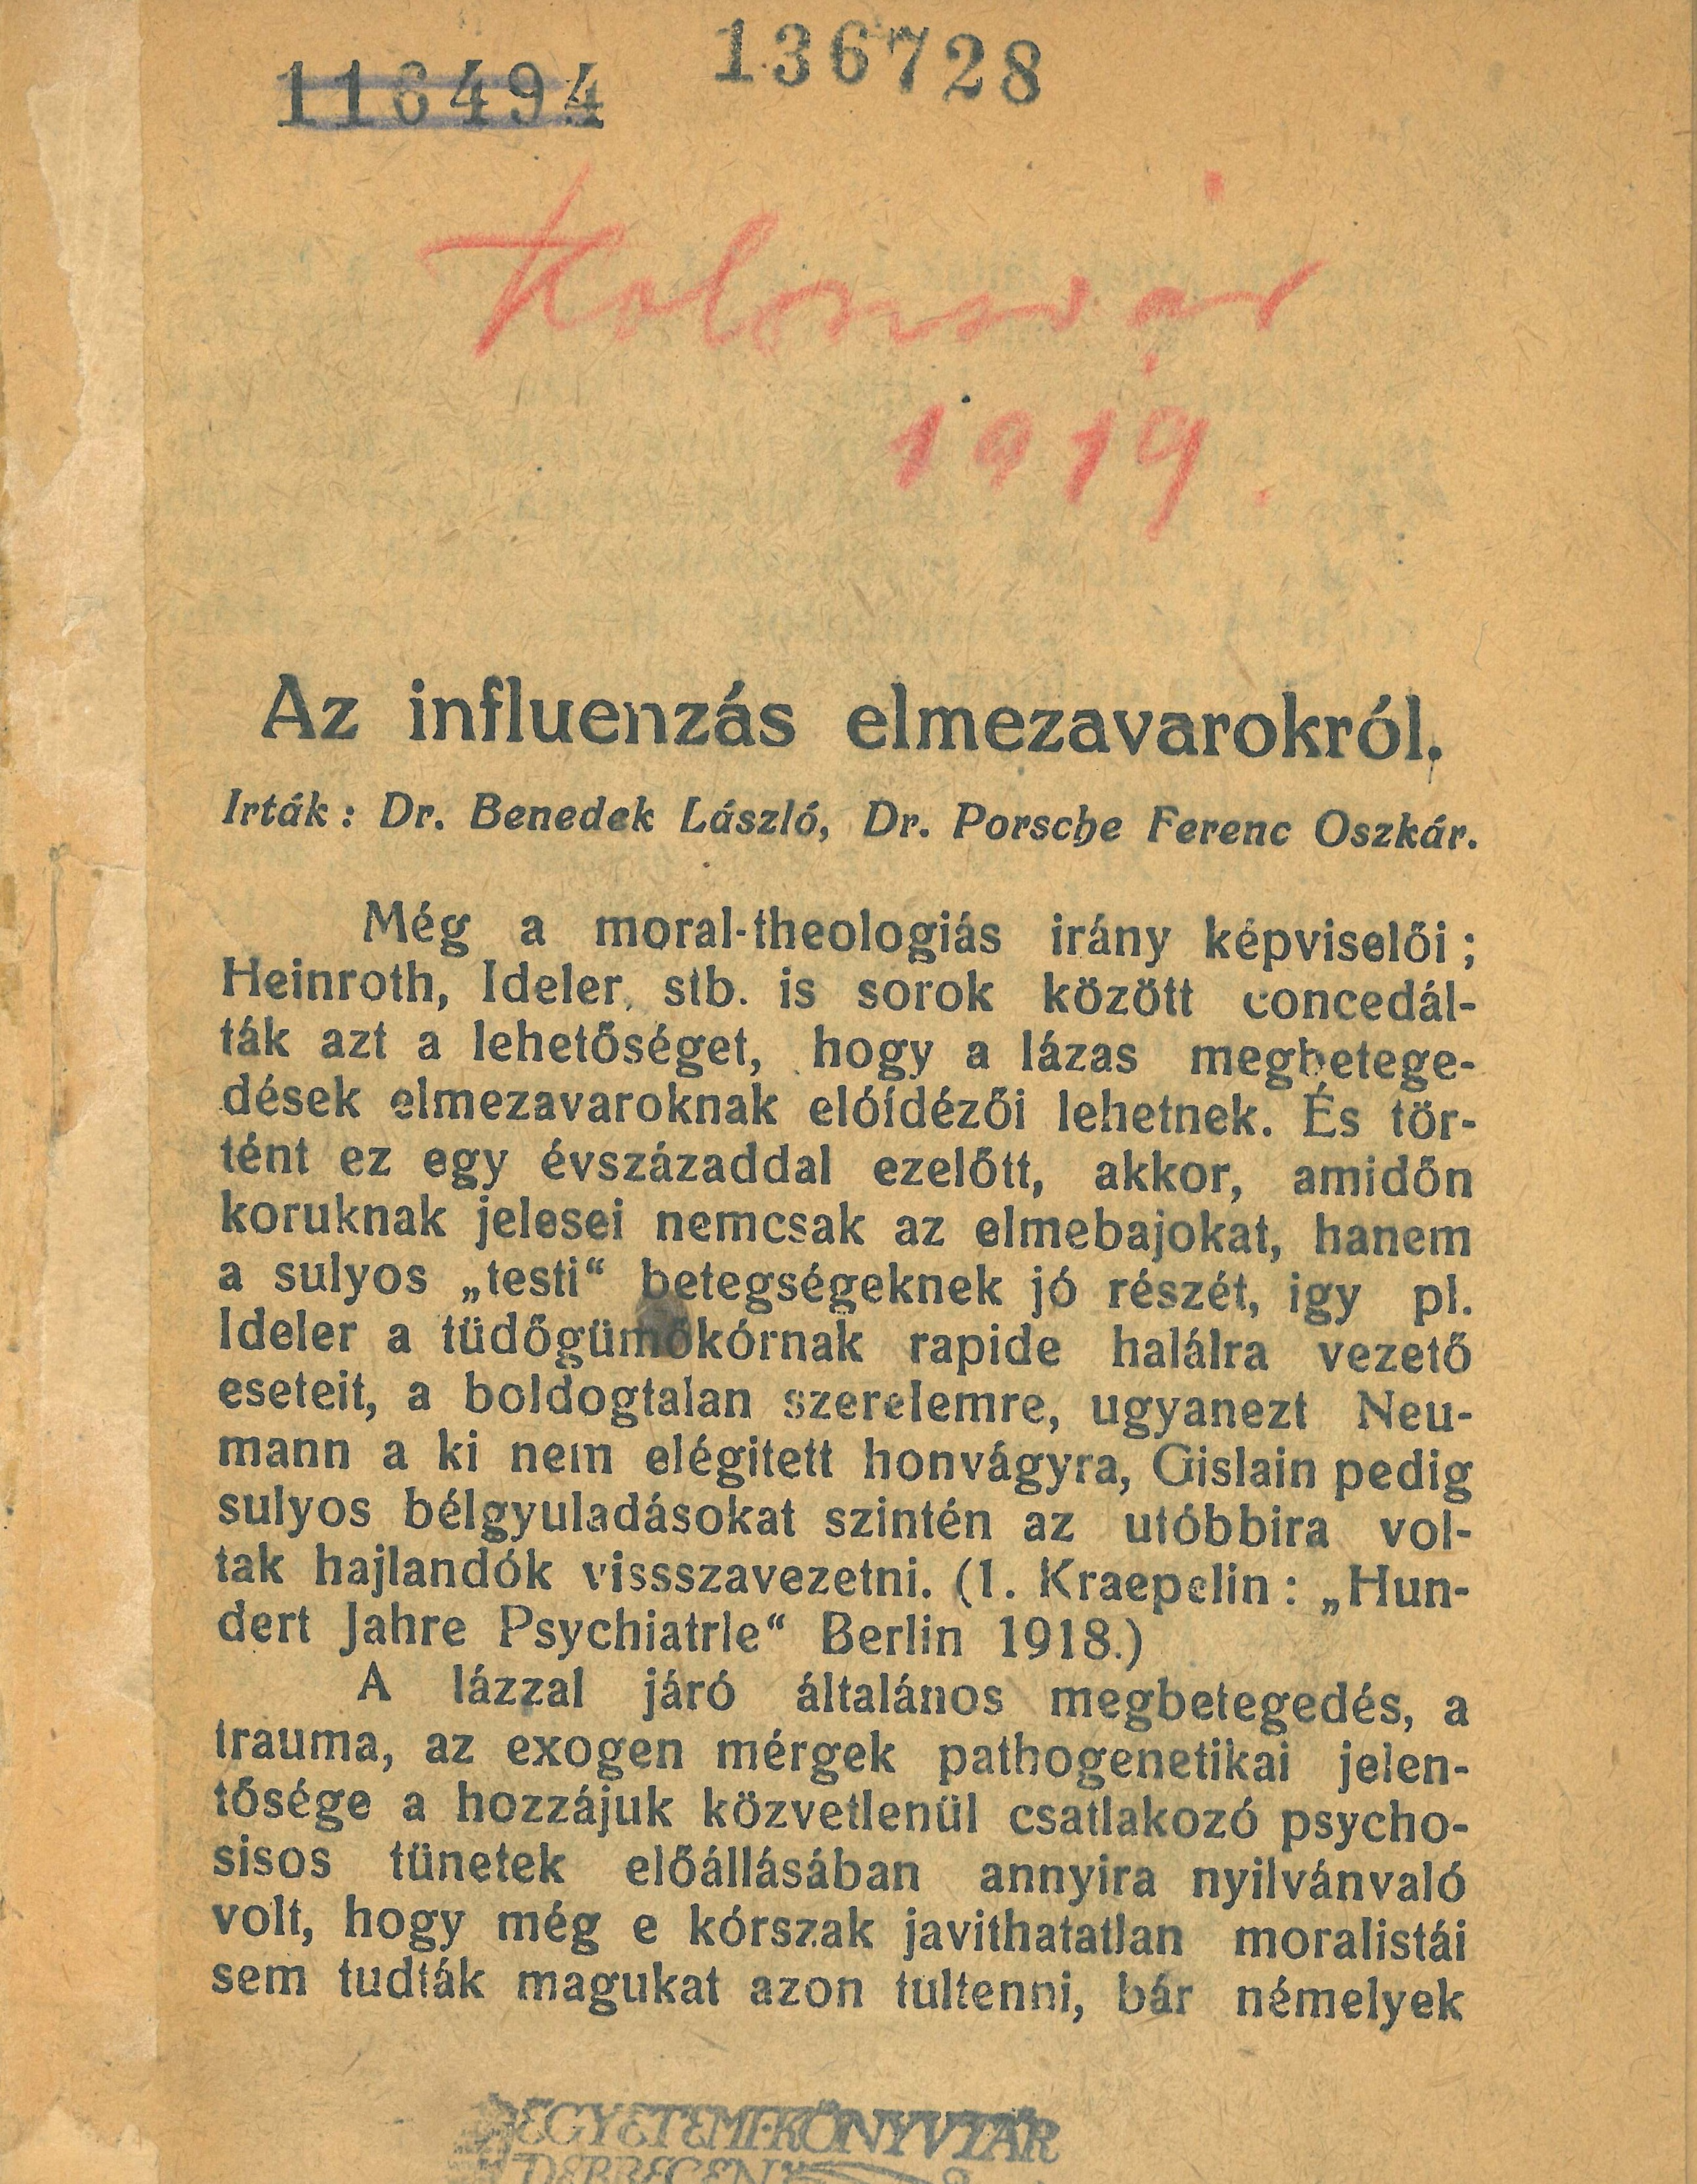 116494 136728
Kolozsvár
1919.
Az influenzás elmezavarokról.
Irták : Dr. Benedek László, Dr. Porsche Ferenc Oszkár.
Még a moral-theologiás irány képviselői ;
Heinroth, Ideler, stb. is sorok között concedál-
ták azt a lehetőséget, hogy a lázas megbetege-
dések elmezavaroknak elóídézői lehetnek. És tör-
tént ez egy évszázaddal ezelőtt, akkor, amidőn
koruknak jelesei nemcsak az elmebajokat, hanem
a sulyos „testi“ betegségeknek jó részét, igy pl.
Ideler a tüdőgümőkórnak rapide halálra vezető
eseteit, a boldogtalan szerelemre, ugyanezt Neu-
mann a ki nem elégitett honvágyra, Gislain pedig
sulyos bélgyuladásokat szintén az utóbbira vol-
tak hajlandók vissszavezetni. (1. Kraepelin : „Hun-
dert Jahre Psychiatrie“ Berlin 1918.)
A lázzal járó általános megbetegedés, a
trauma, az exogen mérgek pathogenetikai jelen-
tősége a hozzájuk közvetlenül csatlakozó psycho-
sisos tünetek előállásában annyira nyilvánvaló
volt, hogy még e kórszak javithatatlan moralistái
sem tudták magukat azon tultenni, bár némelyek
EGYETEMI KÖNYVTÁR
DEBRECEN